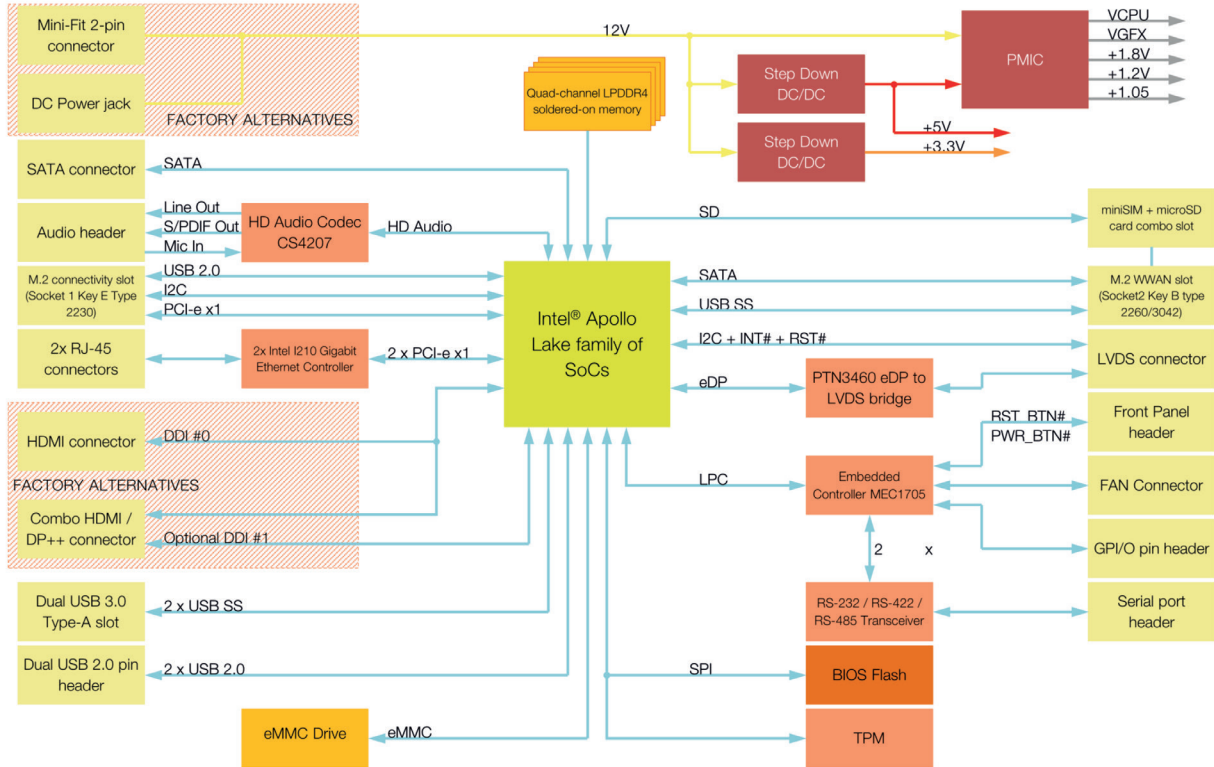 Mini-Fit 2-pin
connector
DC Power jack
FACTORY ALTERNATIVES
12V
Quad-channel LPDDR4
soldered-on memory
Step Down
DC/DC
Step Down
DC/DC
PMIC
VCPU
VGFX
+1.8V
+1.2V
+1.05
+5V
+3.3V
SATA connector
SATA
Audio header
Line Out
S/PDIF Out
Mic In
HD Audio Codec
CS4207
HD Audio
M.2 connectivity slot
(Socket 1 Key E Type
2230)
USB 2.0
I2C
PCI-e x1
2x RJ-45
connectors
2x Intel I210 Gigabit
Ethernet Controller
2 x PCI-e x1
Intel® Apollo
Lake family of
SoCs
SD
miniSIM + microSD
card combo slot
SATA
USB SS
M.2 WWAN slot
(Socket2 Key B type
2260/3042)
I2C + INT# + RST#
LVDS connector
eDP
PTN3460 eDP to
LVDS bridge
HDMI connector
DDI #0
FACTORY ALTERNATIVES
Combo HDMI /
DP++ connector
Optional DDI #1
RST_BTN#
PWR_BTN#
Front Panel
header
LPC
Embedded
Controller MEC1705
FAN Connector
GPI/O pin header
2 x
RS-232 / RS-422 /
RS-485 Transceiver
Serial port
header
Dual USB 3.0
Type-A slot
2 x USB SS
Dual USB 2.0 pin
header
2 x USB 2.0
SPI
BIOS Flash
eMMC Drive
eMMC
TPM